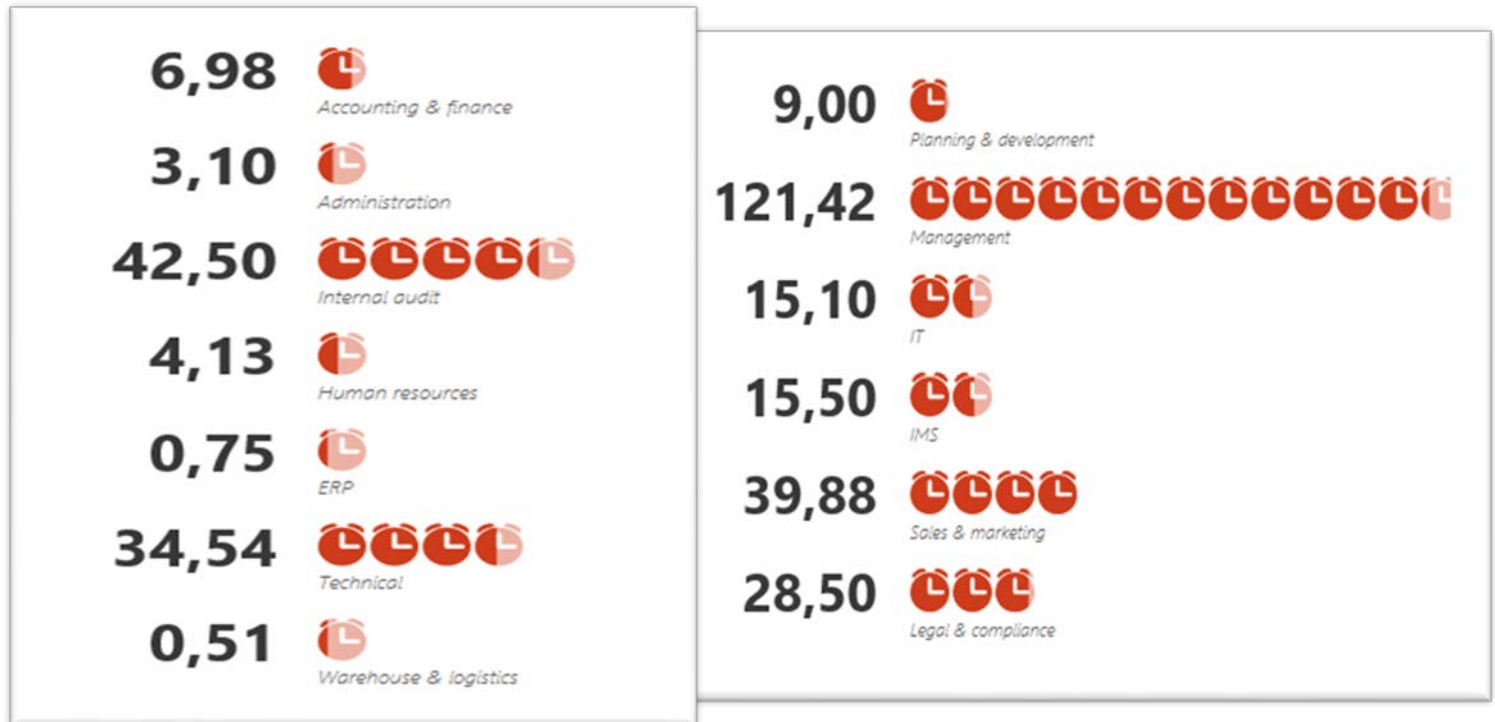 6,98
Accounting & finance
3,10
Administration
42,50
Internal audit
4,13
Human resources
0,75
ERP
34,54
Technical
0,51
Warehouse & logistics
9,00
Planning & development
121,42
Management
15,10
IT
15,50
IMS
39,88
Sales & marketing
28,50
Legal & compliance